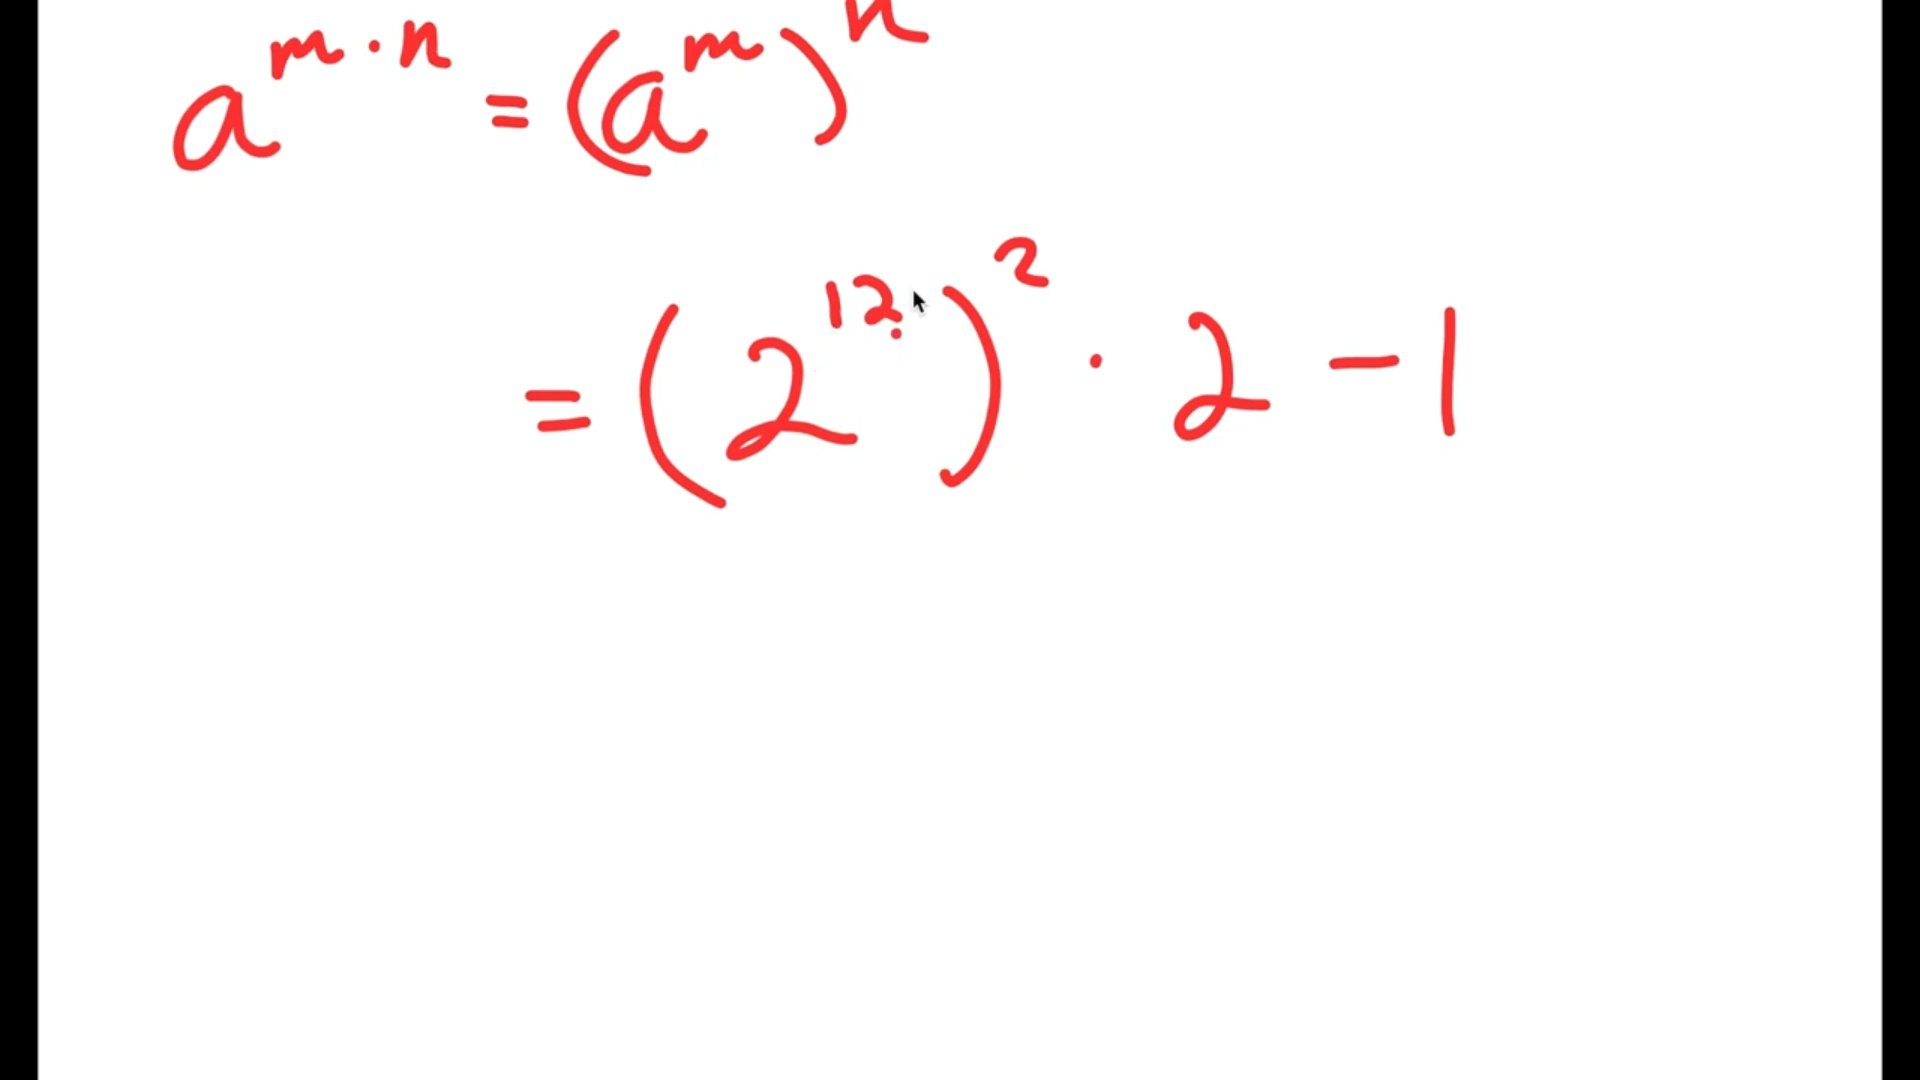 a^{m·n} = (a^m)^n
= (2^{12})^2 · 2 − 1